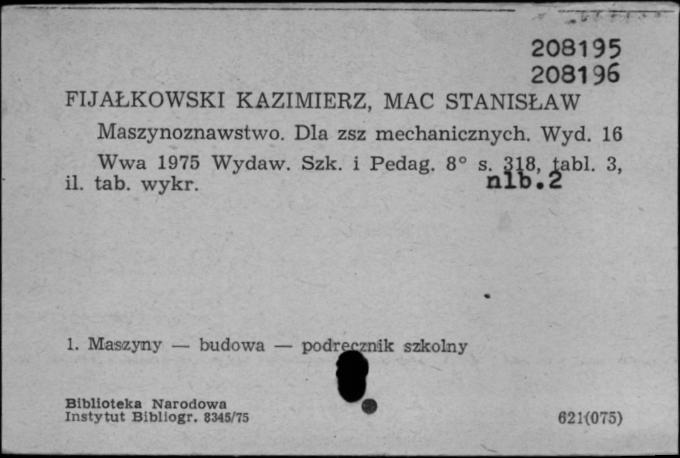 208195
208196
FIJAŁKOWSKI KAZIMIERZ, MAC STANISŁAW
Maszynoznawstwo. Dla zsz mechanicznych. Wyd. 16
Wwa 1975 Wydaw. Szk. i Pedag. 8° s. 318, tabl. 3,
il. tab. wykr. nlb.2
1. Maszyny — budowa — podręcznik szkolny
Biblioteka Narodowa
Instytut Bibliogr. 8345/75
621(075)